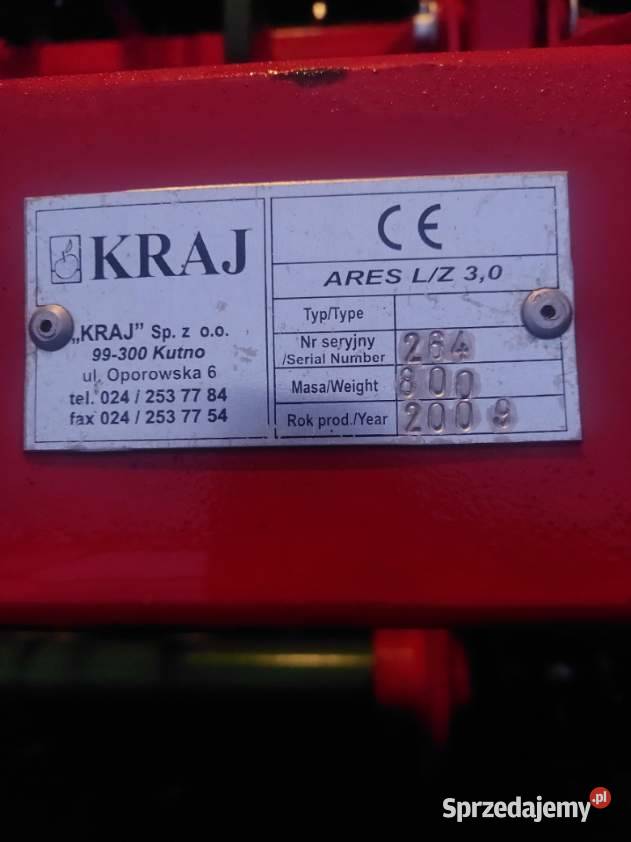 KRAJ
„KRAJ” Sp. z o.o.
99-300 Kutno
ul. Oporowska 6
tel. 024 / 253 77 84
fax 024 / 253 77 54
CE
ARES L/Z 3,0
Typ/Type
Nr seryjny
/Serial Number 264
Masa/Weight 800
Rok prod./Year 2009
Sprzedajemy.pl